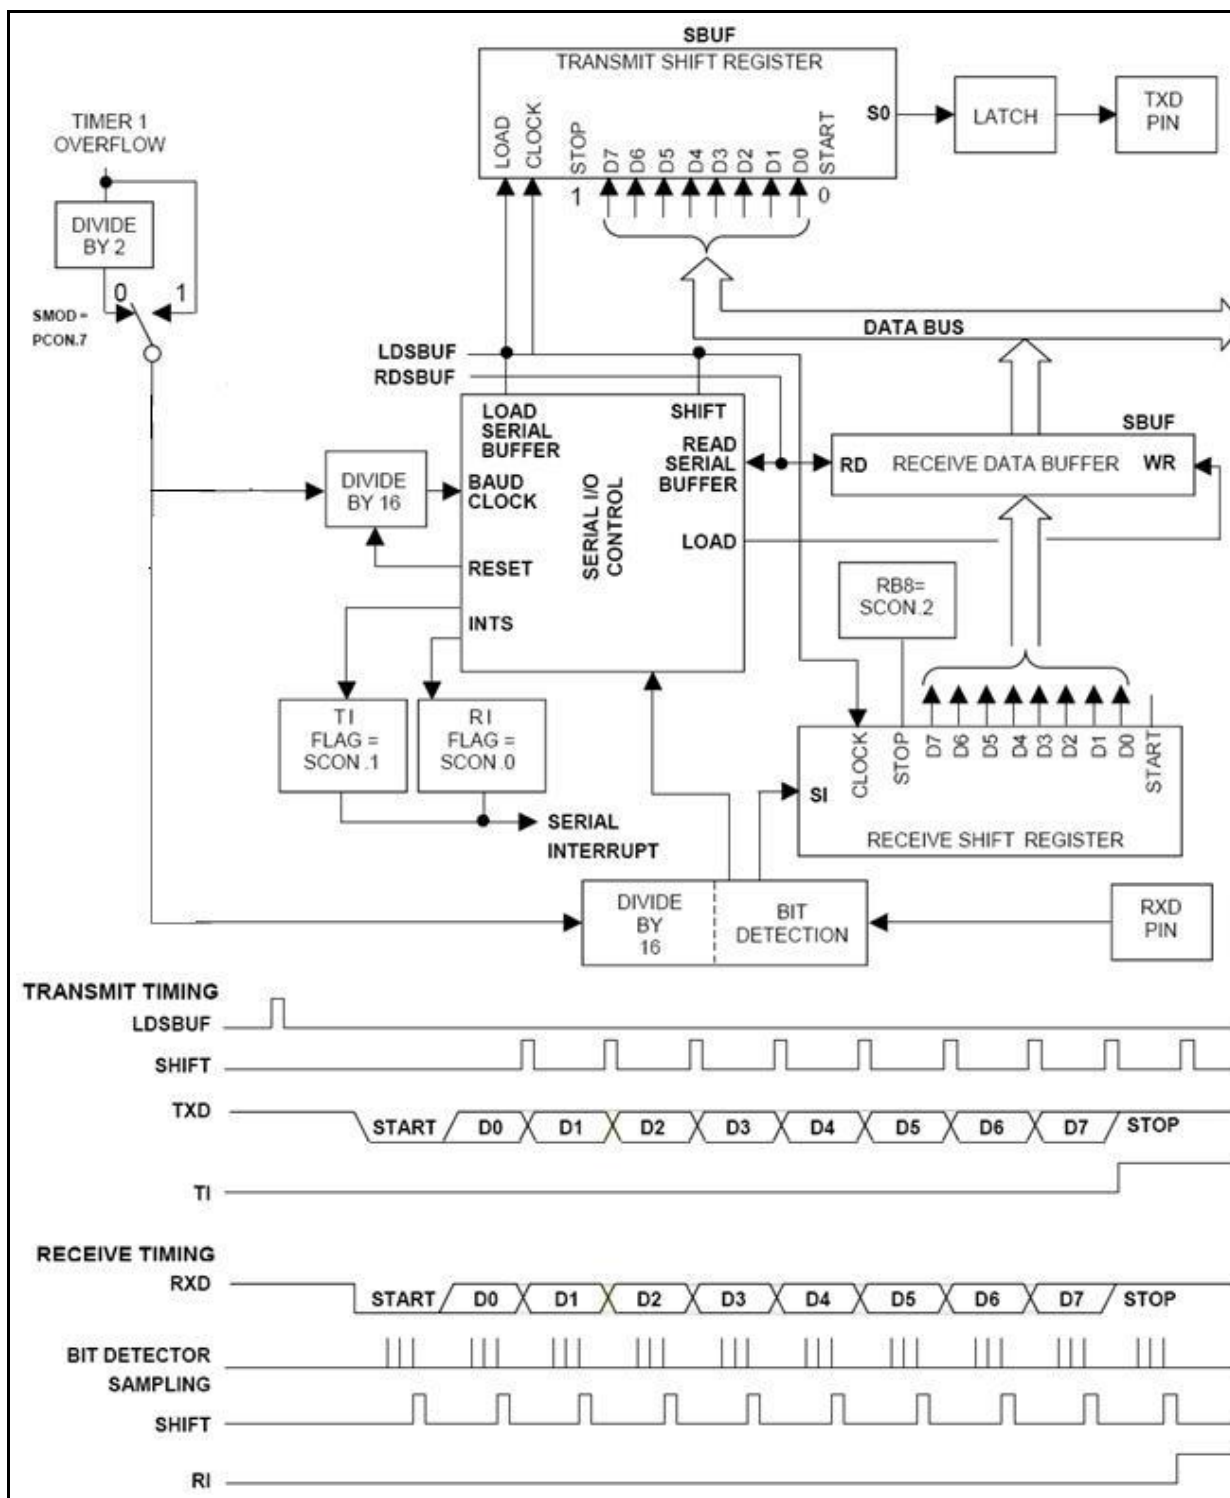 SBUF
TRANSMIT SHIFT REGISTER
LOAD
CLOCK
STOP
D7
D6
D5
D4
D3
D2
D1
D0
START
S0
1
0
LATCH
TXD
PIN
TIMER 1
OVERFLOW
DIVIDE
BY 2
0
1
SMOD =
PCON.7
DATA BUS
LDSBUF
RDSBUF
LOAD
SERIAL
BUFFER
SHIFT
READ
SERIAL
BUFFER
BAUD
CLOCK
SERIAL I/O
CONTROL
LOAD
RESET
INTS
DIVIDE
BY 16
SBUF
RD
RECEIVE DATA BUFFER
WR
RB8=
SCON.2
TI
FLAG =
SCON.1
RI
FLAG =
SCON.0
SERIAL
INTERRUPT
CLOCK
STOP
D7
D6
D5
D4
D3
D2
D1
D0
START
SI
RECEIVE SHIFT REGISTER
DIVIDE
BY
16
BIT
DETECTION
RXD
PIN
TRANSMIT TIMING
LDSBUF
SHIFT
TXD
START D0 D1 D2 D3 D4 D5 D6 D7 STOP
TI
RECEIVE TIMING
RXD
START D0 D1 D2 D3 D4 D5 D6 D7 STOP
BIT DETECTOR
SAMPLING
SHIFT
RI